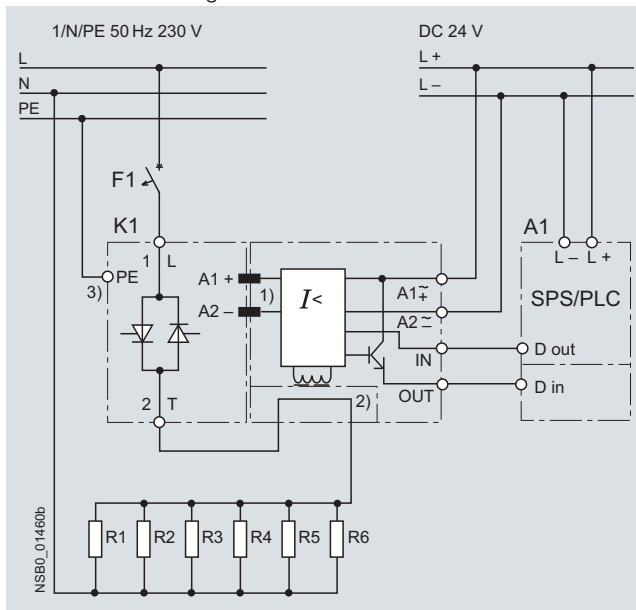 1/N/PE 50 Hz 230 V
DC 24 V
L
N
PE
L +
L –
F1
K1
A1
1 L
PE
3)
A1 +
1)
A2 –
I<
A1 ≂ +
A2 ≂ –
IN
OUT
L – L +
SPS/PLC
D out
D in
2 T
2)
R1 R2 R3 R4 R5 R6
NSB0_01460b